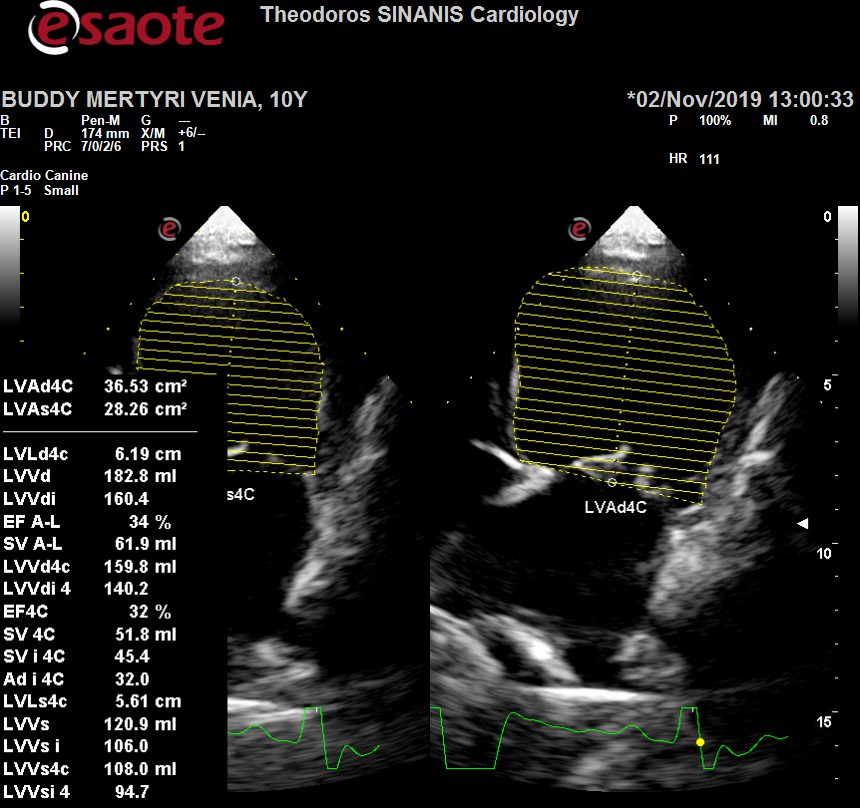 esaote
Theodoros SINANIS Cardiology
BUDDY MERTYRI VENIA, 10Y
*02/Nov/2019 13:00:33
B Pen-M G ---
TEI D 174 mm X/M +6/--
PRC 7/0/2/6 PRS 1
P 100% MI 0.8
HR 111
Cardio Canine
P 1-5 Small
0
e
e
0
5
10
15
LVAd4C 36.53 cm²
LVAs4C 28.26 cm²
LVLd4c 6.19 cm
LVVd 182.8 ml
LVVdi 160.4
s4C
LVAd4C
EF A-L 34 %
SV A-L 61.9 ml
LVVd4c 159.8 ml
LVVdi 4 140.2
EF4C 32 %
SV 4C 51.8 ml
SV i 4C 45.4
Ad i 4C 32.0
LVLs4c 5.61 cm
LVVs 120.9 ml
LVVs i 106.0
LVVs4c 108.0 ml
LVVsi 4 94.7